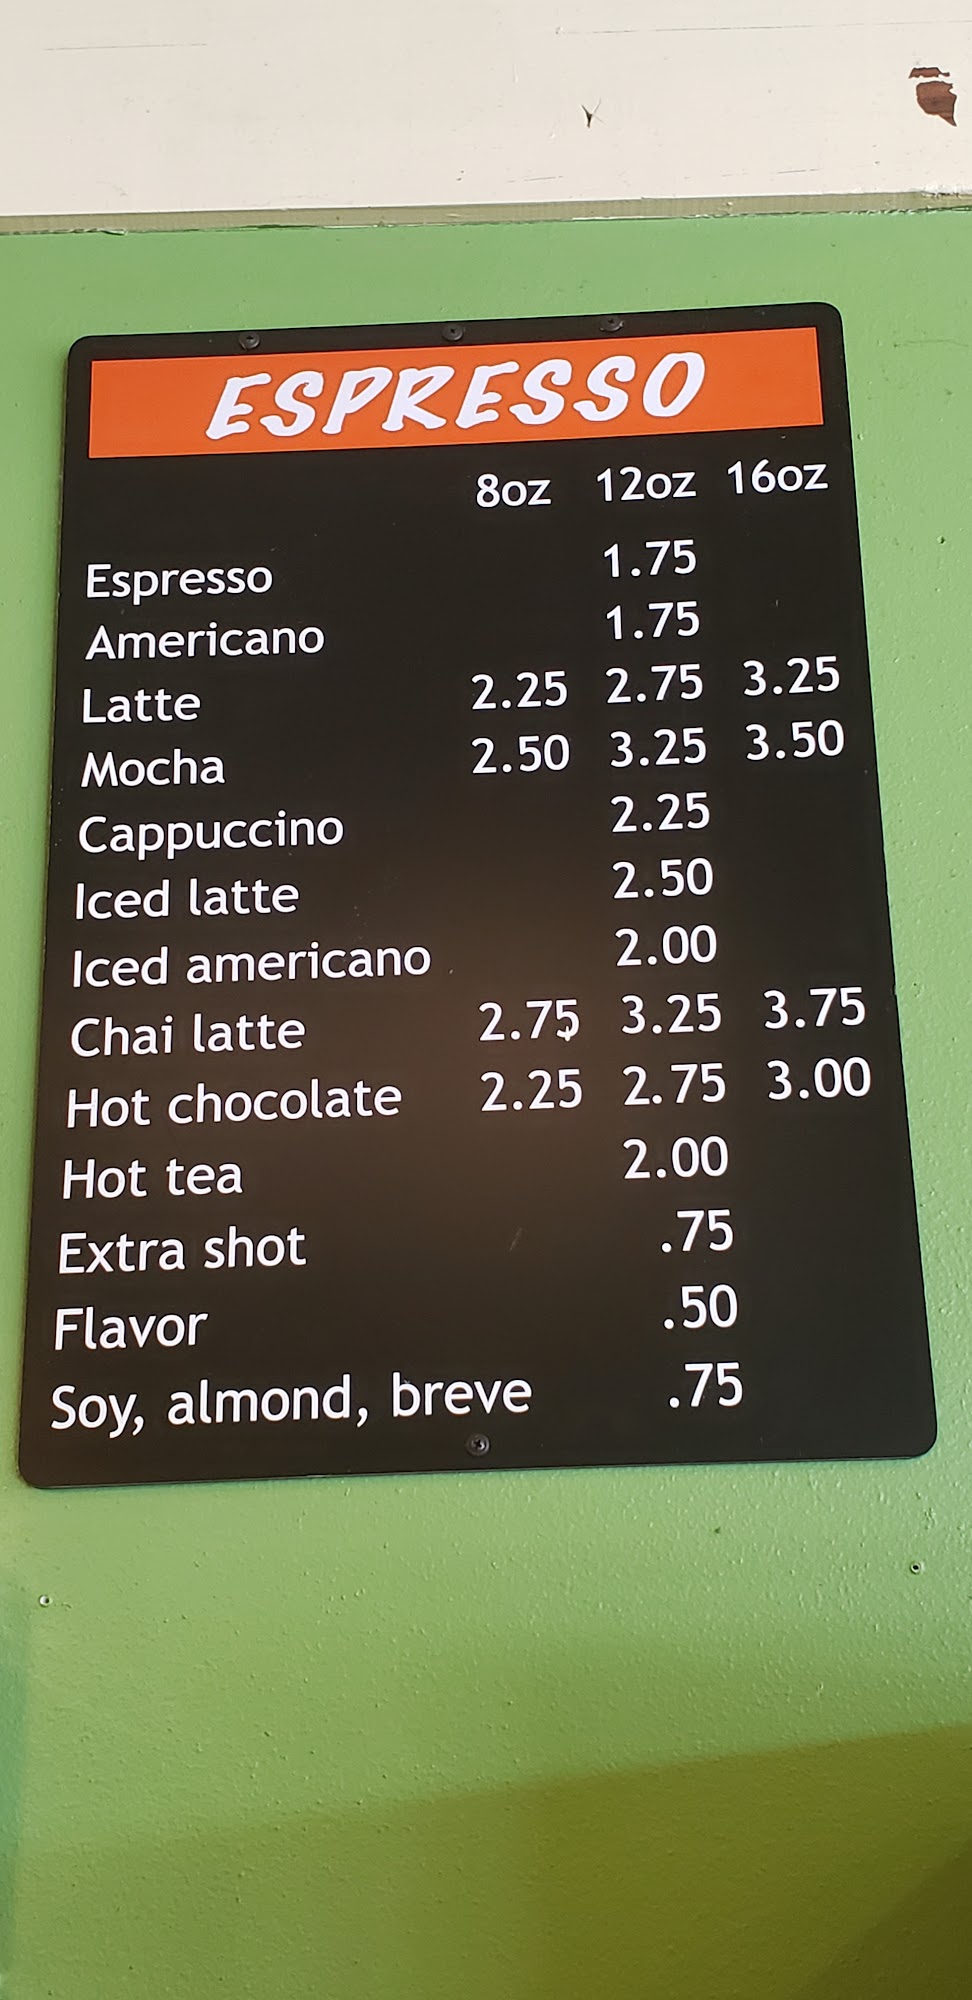 ESPRESSO
8oz 12oz 16oz
Espresso 1.75
Americano 1.75
Latte 2.25 2.75 3.25
Mocha 2.50 3.25 3.50
Cappuccino 2.25
Iced latte 2.50
Iced americano 2.00
Chai latte 2.75 3.25 3.75
Hot chocolate 2.25 2.75 3.00
Hot tea 2.00
Extra shot .75
Flavor .50
Soy, almond, breve .75